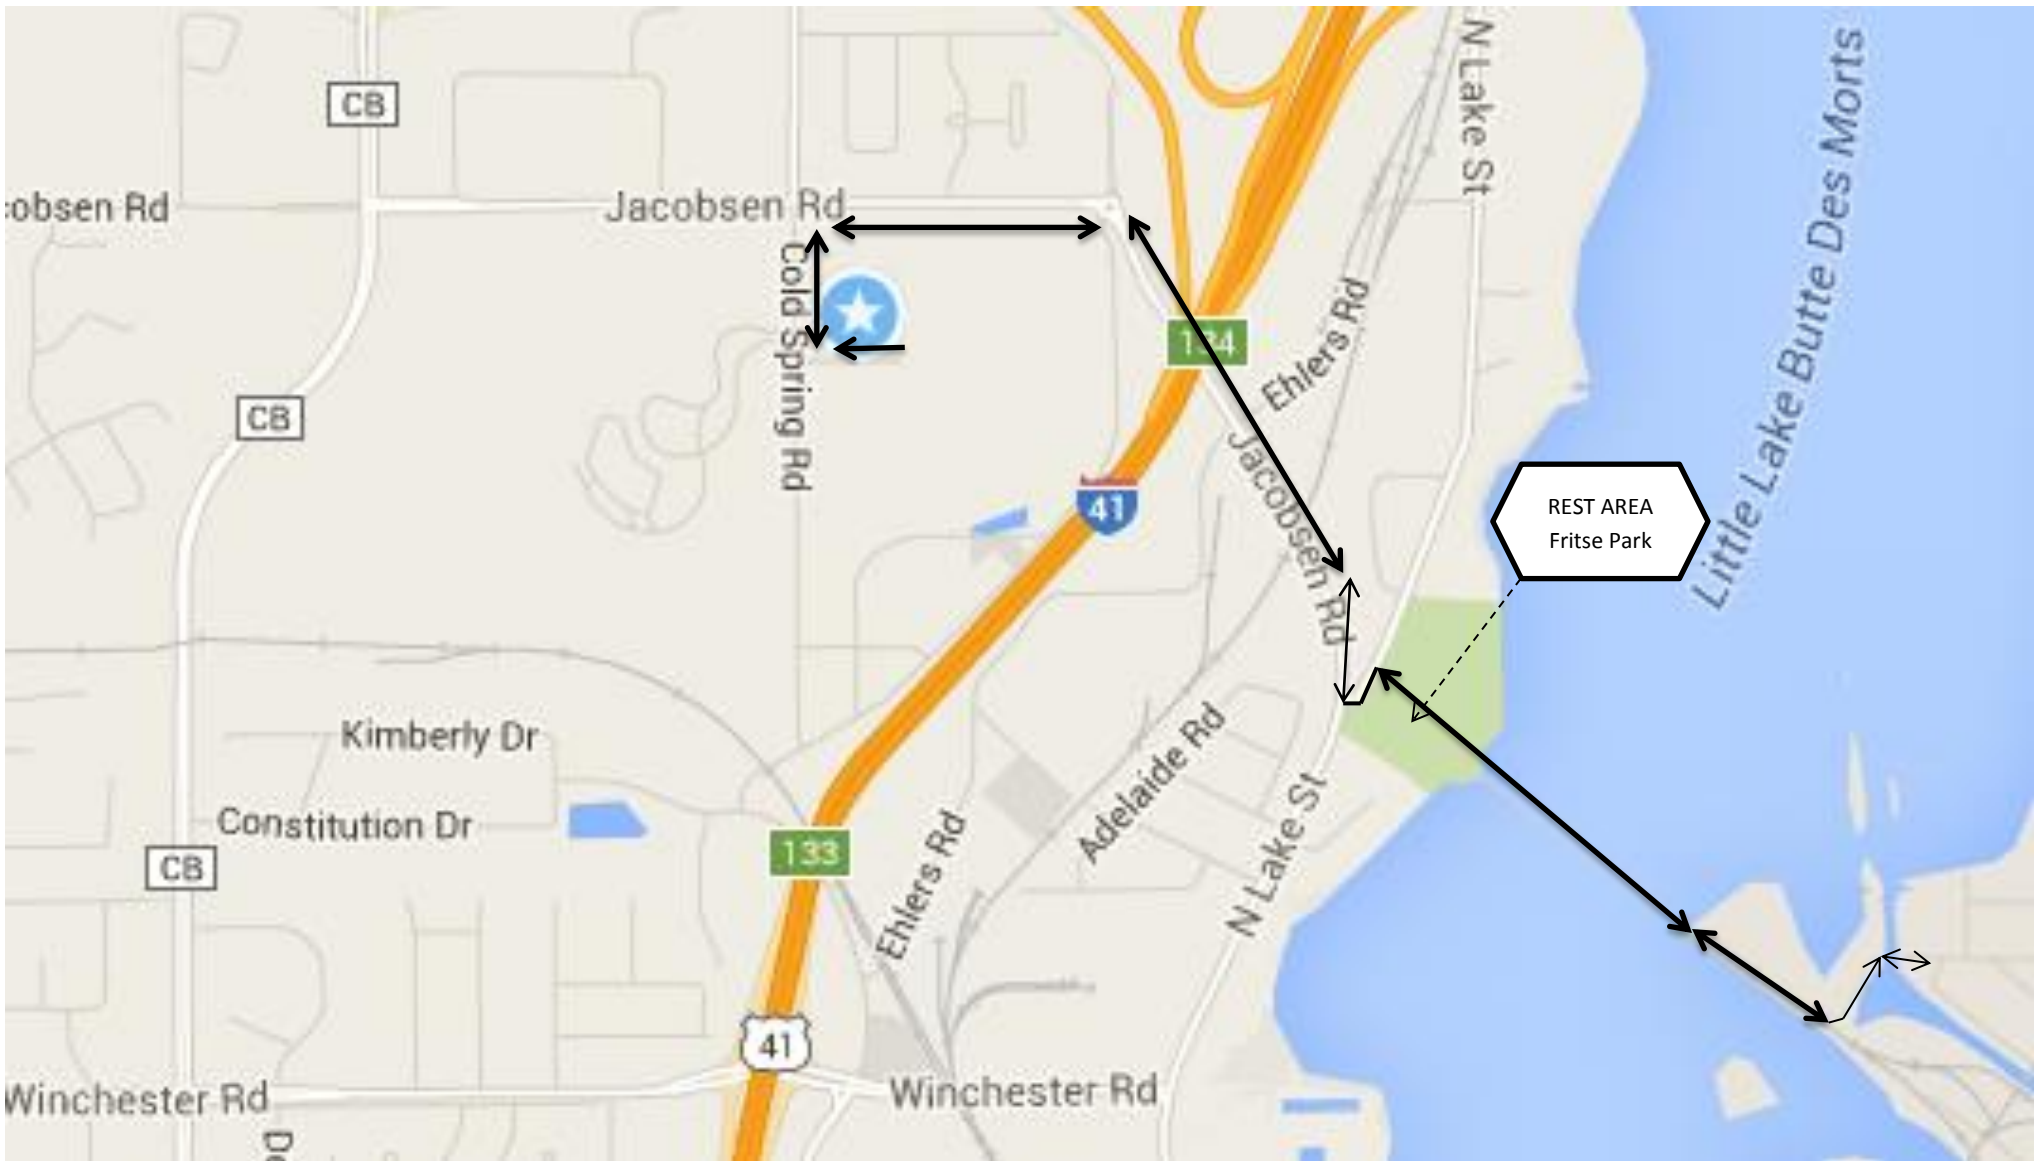 N Lake St
Little Lake Butte Des Morts
CB
cobsen Rd
Jacobsen Rd
Cold Spring Rd
134
Ehlers Rd
CB
Jacobsen Rd
41
REST AREA
Fritse Park
Kimberly Dr
Constitution Dr
Adelaide Rd
N Lake St
133
CB
Ehlers Rd
41
Winchester Rd
Winchester Rd
De